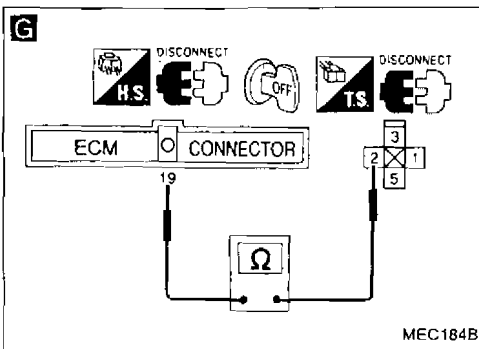 G
DISCONNECT
H.S.
OFF
DISCONNECT
T.S.
ECM
CONNECTOR
19
3
2
1
5
Ω
MEC184B